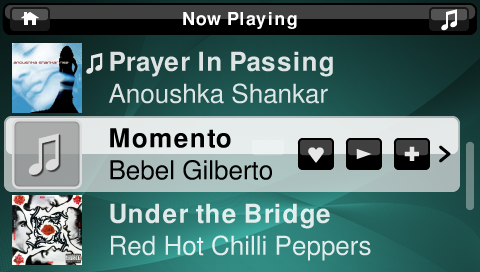 Now Playing
anoushka shankar rise
Prayer In Passing
Anoushka Shankar
Momento
Bebel Gilberto
Under the Bridge
Red Hot Chilli Peppers